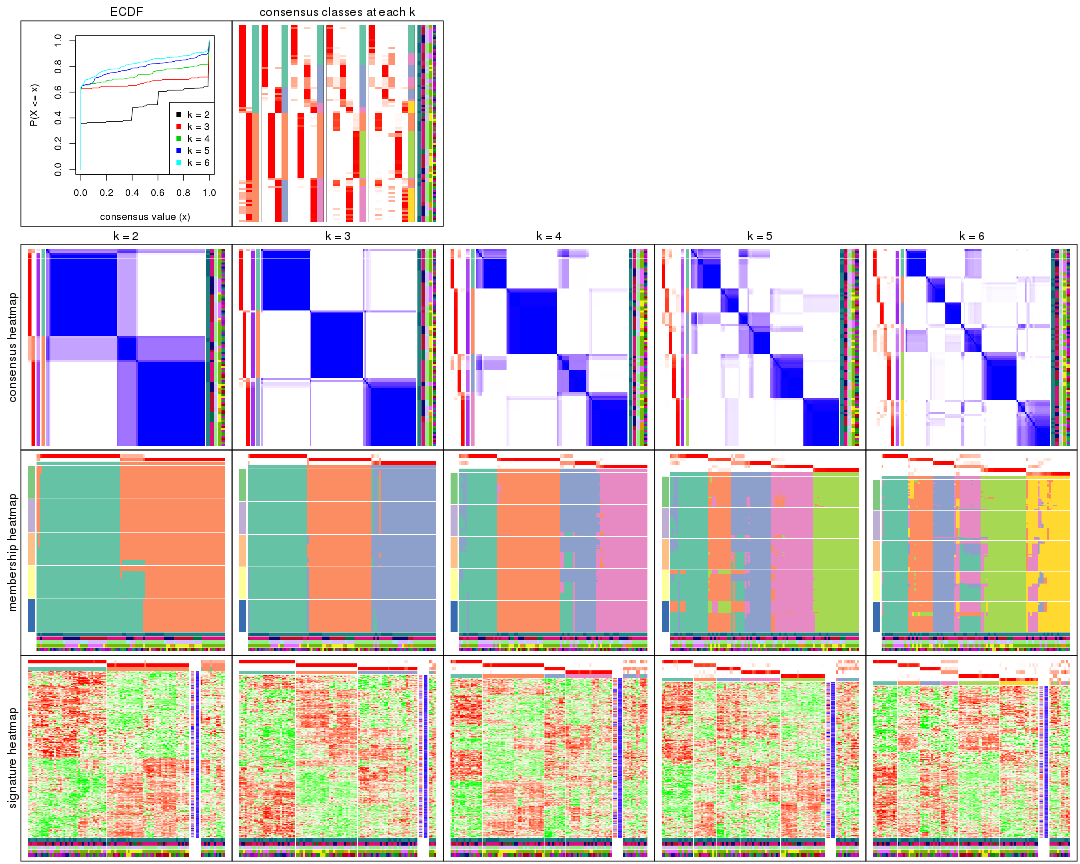 ECDF
consensus classes at each k
P(X <= x)
0.0 0.2 0.4 0.6 0.8 1.0
k = 2
k = 3
k = 4
k = 5
k = 6
0.0 0.2 0.4 0.6 0.8 1.0
consensus value (x)
k = 2
k = 3
k = 4
k = 5
k = 6
consensus heatmap
membership heatmap
signature heatmap